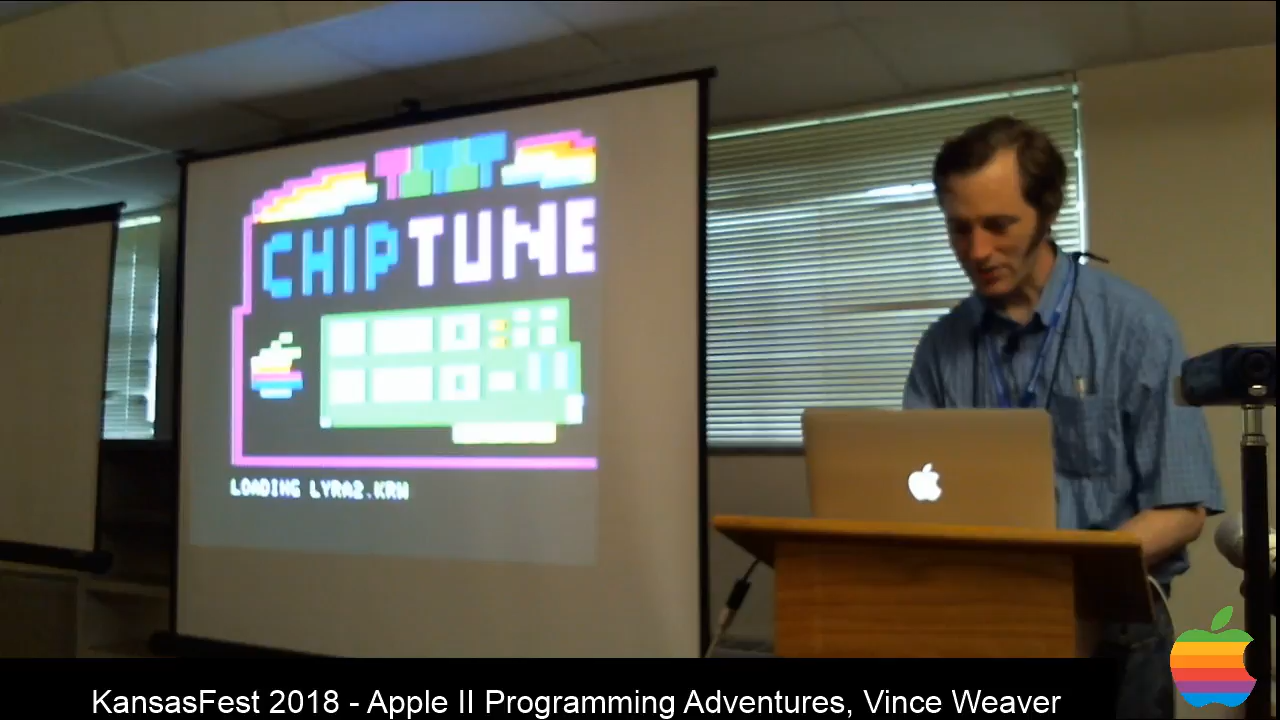 CHIPTUNE
LOADING LYRA2.KRW
KansasFest 2018 - Apple II Programming Adventures, Vince Weaver